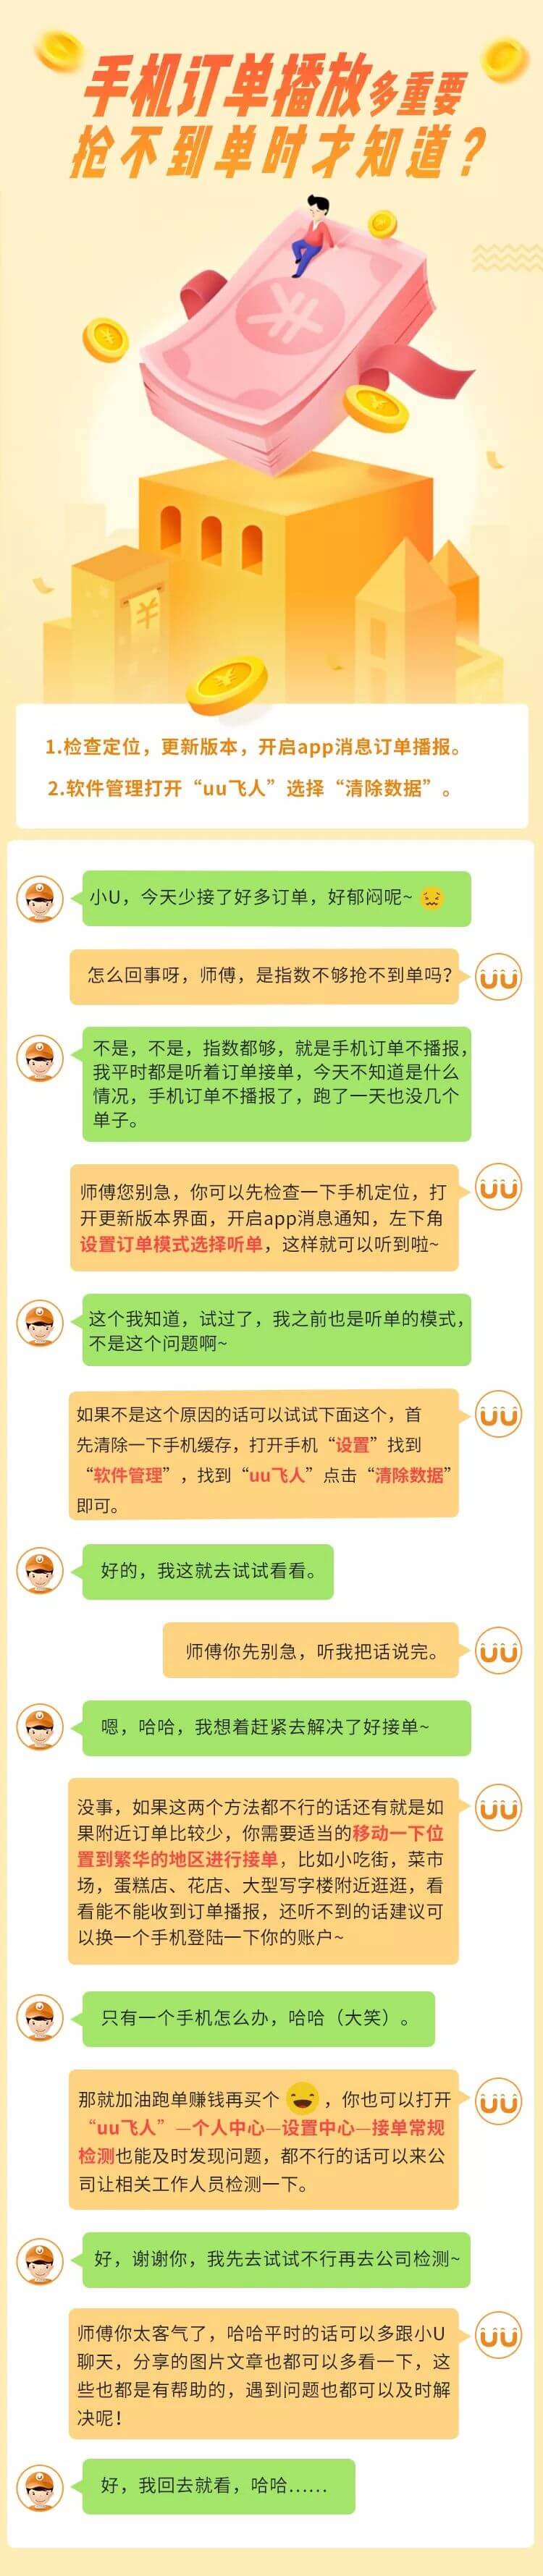 手机订单播放多重要
抢不到单时才知道？
1.检查定位，更新版本，开启app消息订单播报。
2.软件管理打开“uu飞人”选择“清除数据”。
小U，今天少接了好多订单，好郁闷呢~
怎么回事呀，师傅，是指数不够抢不到单吗？
UU
不是，不是，指数都够，就是手机订单不播报，
我平时都是听着订单接单，今天不知道是什么
情况，手机订单不播报了，跑了一天也没几个
单子。
师傅您别急，你可以先检查一下手机定位，打
开更新版本界面，开启app消息通知，左下角
设置订单模式选择听单，这样就可以听到啦~
UU
这个我知道，试过了，我之前也是听单的模式，
不是这个问题啊~
如果不是这个原因的话可以试试下面这个，首
先清除一下手机缓存，打开手机“设置”找到
“软件管理”，找到“uu飞人”点击“清除数据”
即可。
UU
好的，我这就去试试看看。
师傅你先别急，听我把话说完。
UU
嗯，哈哈，我想着赶紧去解决了好接单~
没事，如果这两个方法都不行的话还有就是如
果附近订单比较少，你需要适当的移动一下位
置到繁华的地区进行接单，比如小吃街，菜市
场，蛋糕店、花店、大型写字楼附近逛逛，看
看能不能收到订单播报，还听不到的话建议可
以换一个手机登陆一下你的账户~
UU
只有一个手机怎么办，哈哈（大笑）。
那就加油跑单赚钱再买个，你也可以打开
“uu飞人”—个人中心—设置中心—接单常规
检测也能及时发现问题，都不行的话可以来公
司让相关工作人员检测一下。
UU
好，谢谢你，我先去试试不行再去公司检测~
师傅你太客气了，哈哈平时的话可以多跟小U
聊天，分享的图片文章也都可以多看一下，这
些也都是有帮助的，遇到问题也都可以及时解
决呢！
UU
好，我回去就看，哈哈……